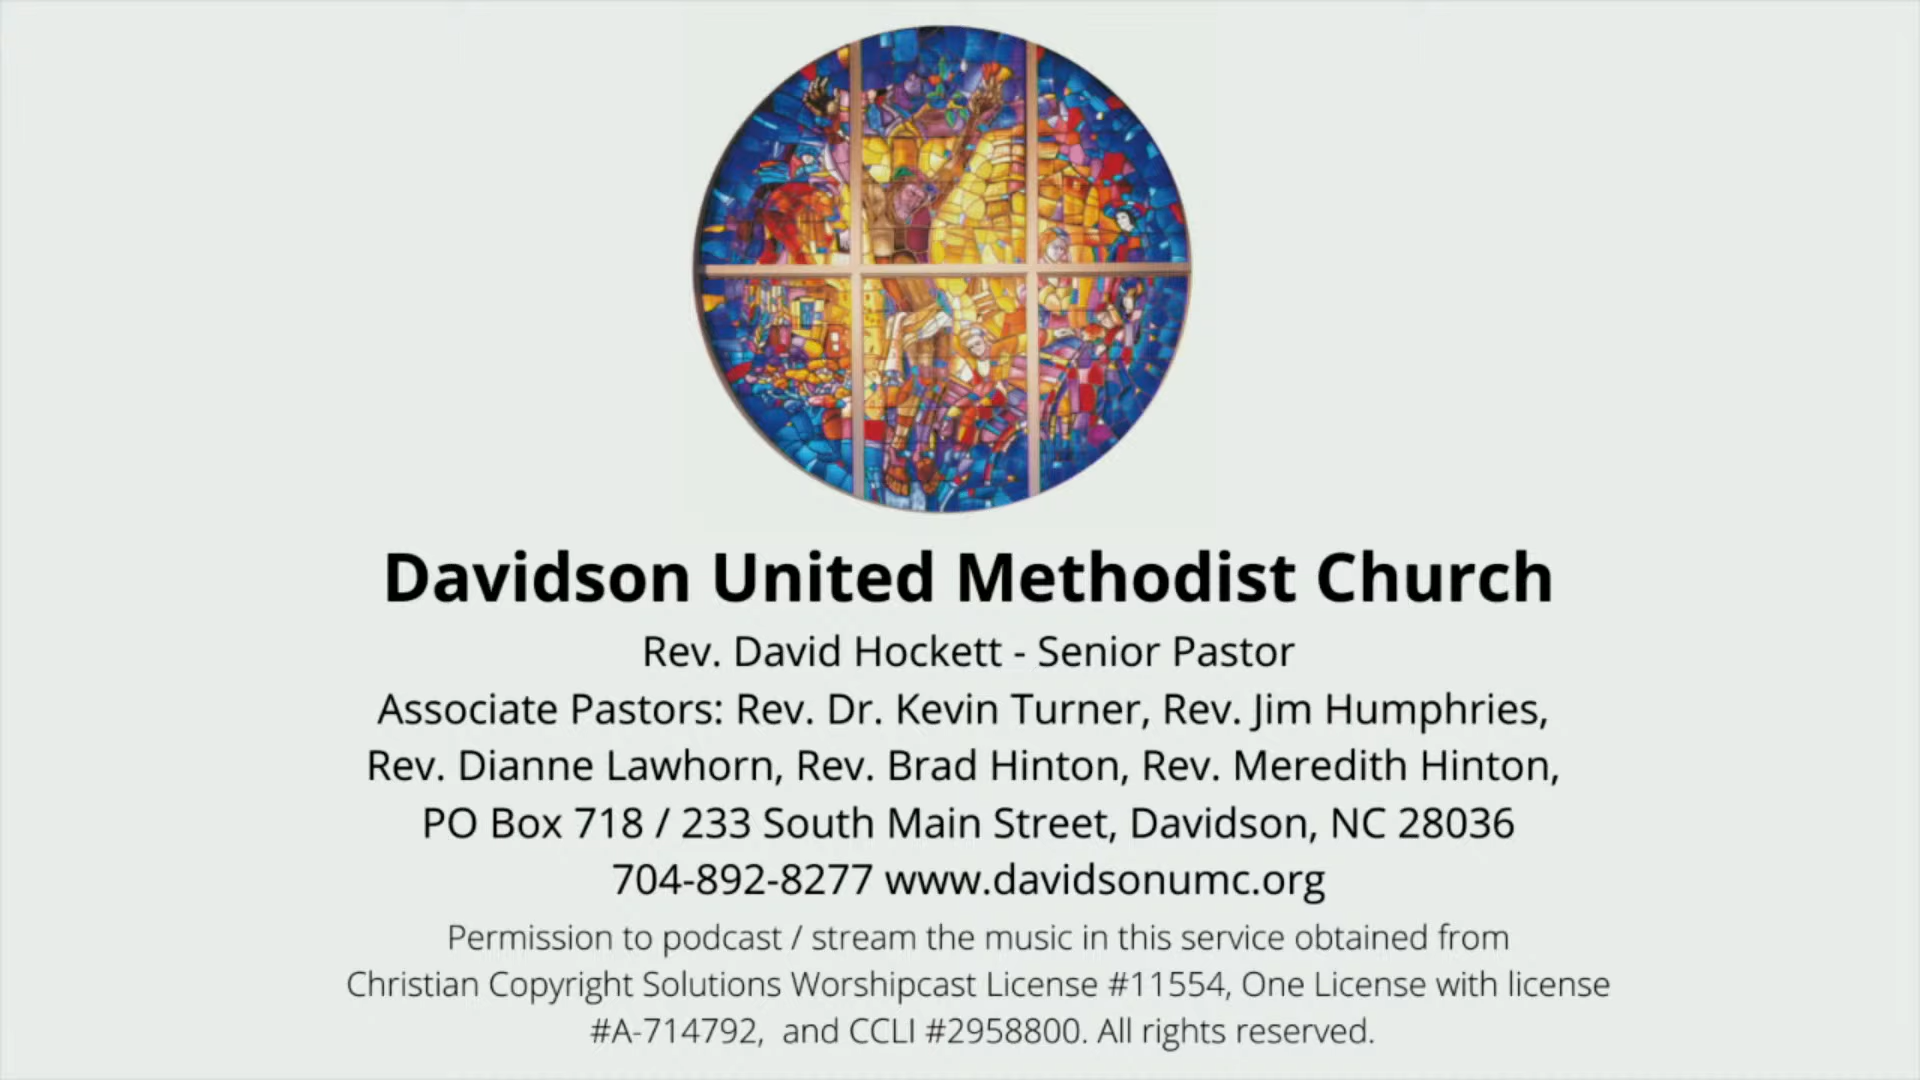 Davidson United Methodist Church
Rev. David Hockett - Senior Pastor
Associate Pastors: Rev. Dr. Kevin Turner, Rev. Jim Humphries,
Rev. Dianne Lawhorn, Rev. Brad Hinton, Rev. Meredith Hinton,
PO Box 718 / 233 South Main Street, Davidson, NC 28036
704-892-8277 www.davidsonumc.org
Permission to podcast / stream the music in this service obtained from
Christian Copyright Solutions Worshipcast License #11554, One License with license
#A-714792,  and CCLI #2958800. All rights reserved.